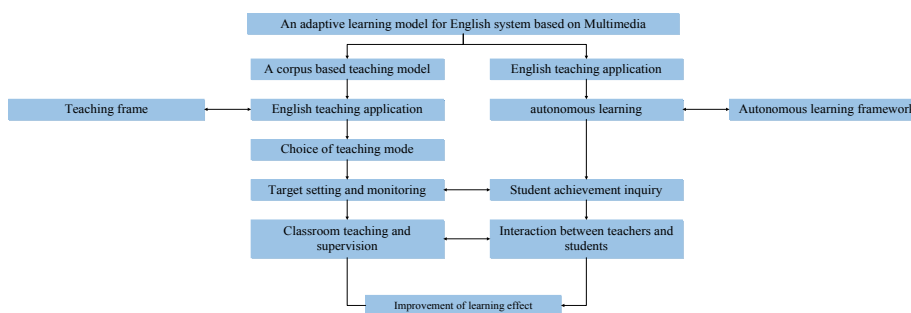 An adaptive learning model for English system based on Multimedia
A corpus based teaching model
English teaching application
Teaching frame
English teaching application
autonomous learning
Autonomous learning framework
Choice of teaching mode
Target setting and monitoring
Student achievement inquiry
Classroom teaching and
supervision
Interaction between teachers and
students
Improvement of learning effect